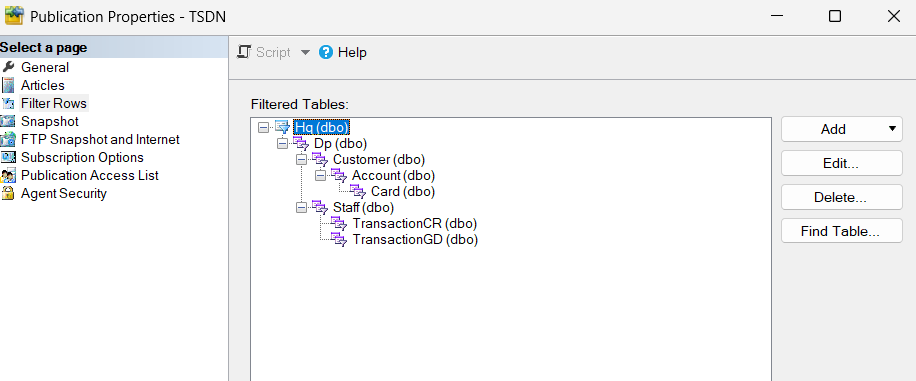 Publication Properties - TSDN
Select a page
General
Articles
Filter Rows
Snapshot
FTP Snapshot and Internet
Subscription Options
Publication Access List
Agent Security
Script
Help
Filtered Tables:
Hq (dbo)
Dp (dbo)
Customer (dbo)
Account (dbo)
Card (dbo)
Staff (dbo)
TransactionCR (dbo)
TransactionGD (dbo)
Add
Edit...
Delete...
Find Table...